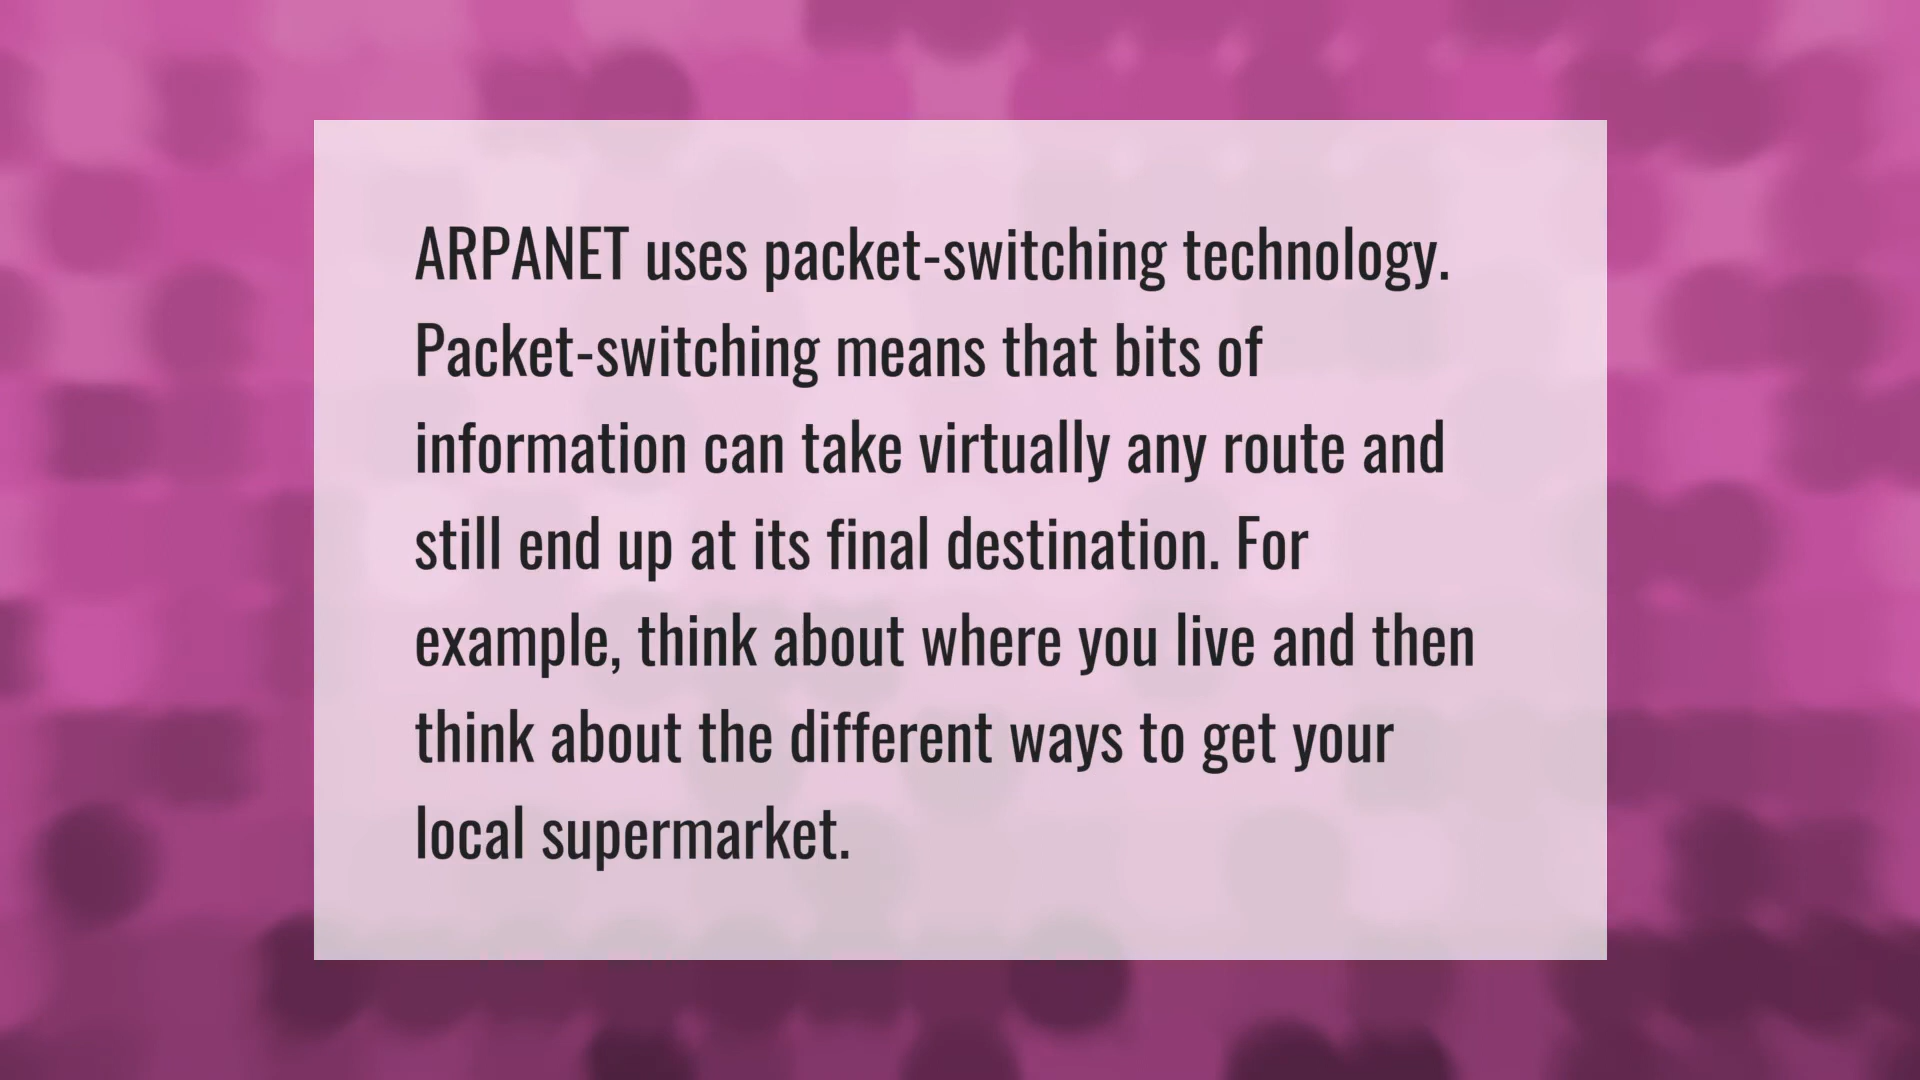 ARPANET uses packet-switching technology.
Packet-switching means that bits of
information can take virtually any route and
still end up at its final destination. For
example, think about where you live and then
think about the different ways to get your
local supermarket.